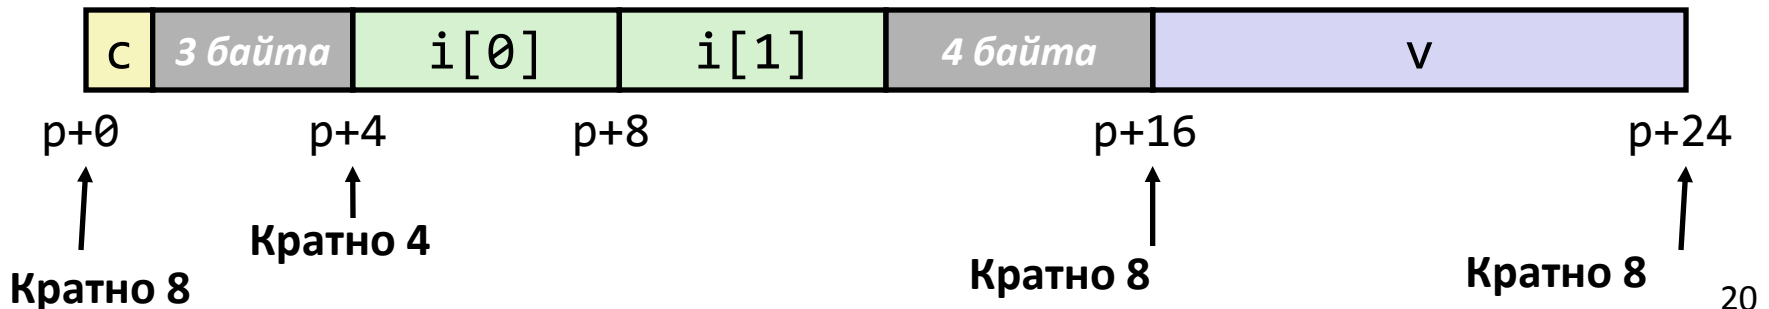 c 3 байта i[0] i[1] 4 байта v
p+0 p+4 p+8 p+16 p+24
Кратно 4
Кратно 8 Кратно 8 Кратно 8
20